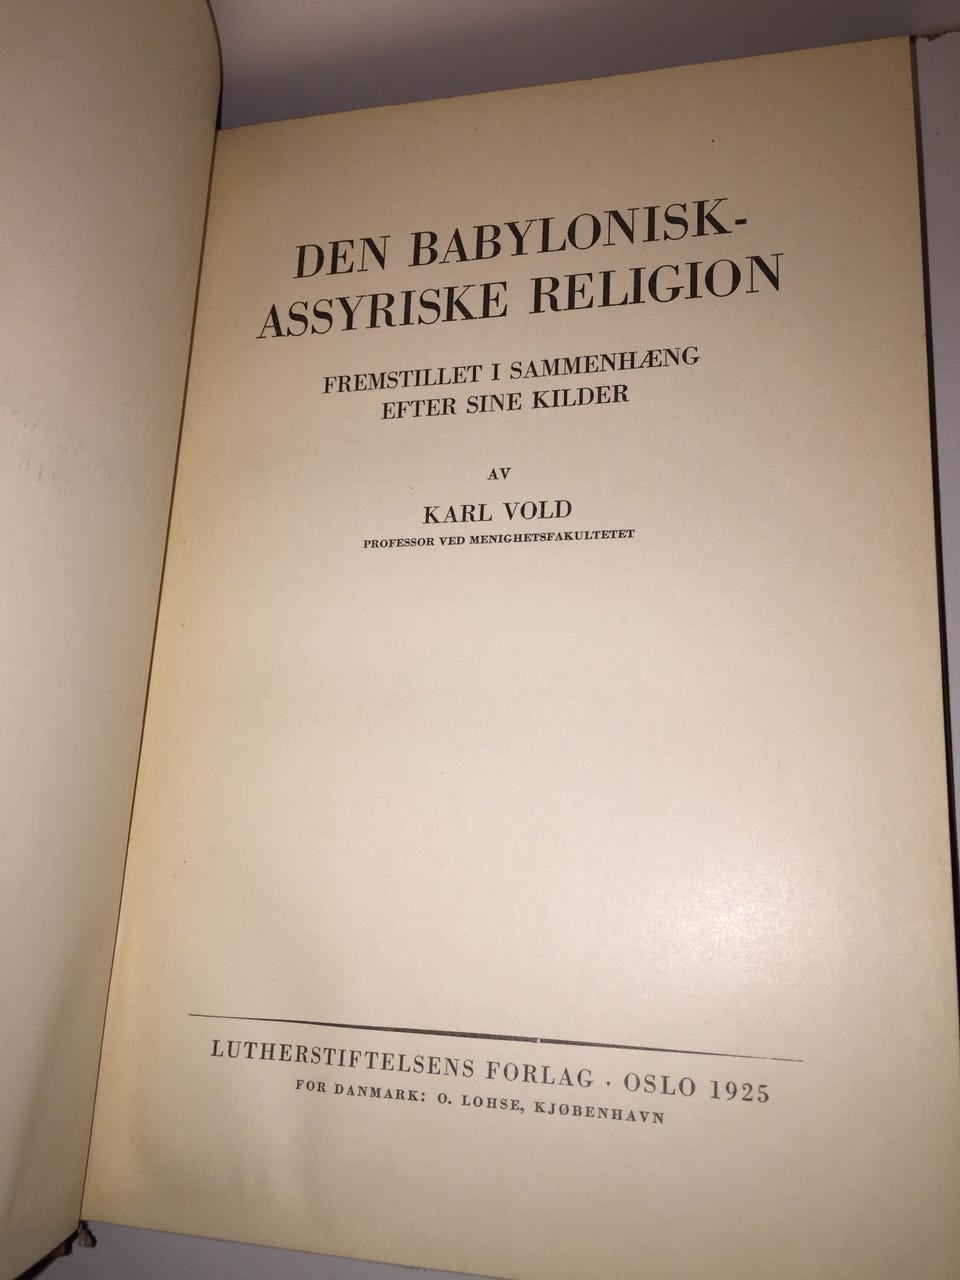 DEN BABYLONISK-
ASSYRISKE RELIGION
FREMSTILLET I SAMMENHÆNG
EFTER SINE KILDER
AV
KARL VOLD
PROFESSOR VED MENIGHETSFAKULTETET
LUTHERSTIFTELSENS FORLAG · OSLO 1925
FOR DANMARK: O. LOHSE, KJØBENHAVN